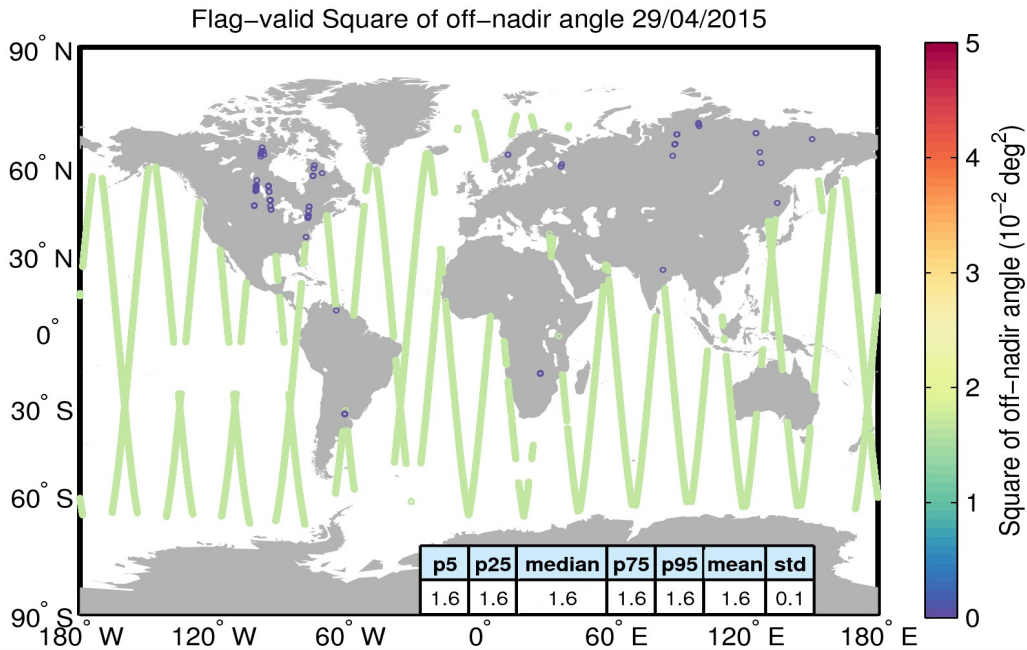 Flag−valid Square of off−nadir angle 29/04/2015
90° N
60° N
30° N
0°
30° S
60° S
90° S
180° W
120° W
60° W
0°
60° E
120° E
180° E
p5 p25 median p75 p95 mean std
1.6 1.6 1.6 1.6 1.6 1.6 0.1
5
4
3
2
1
0
Square of off−nadir angle (10⁻² deg²)